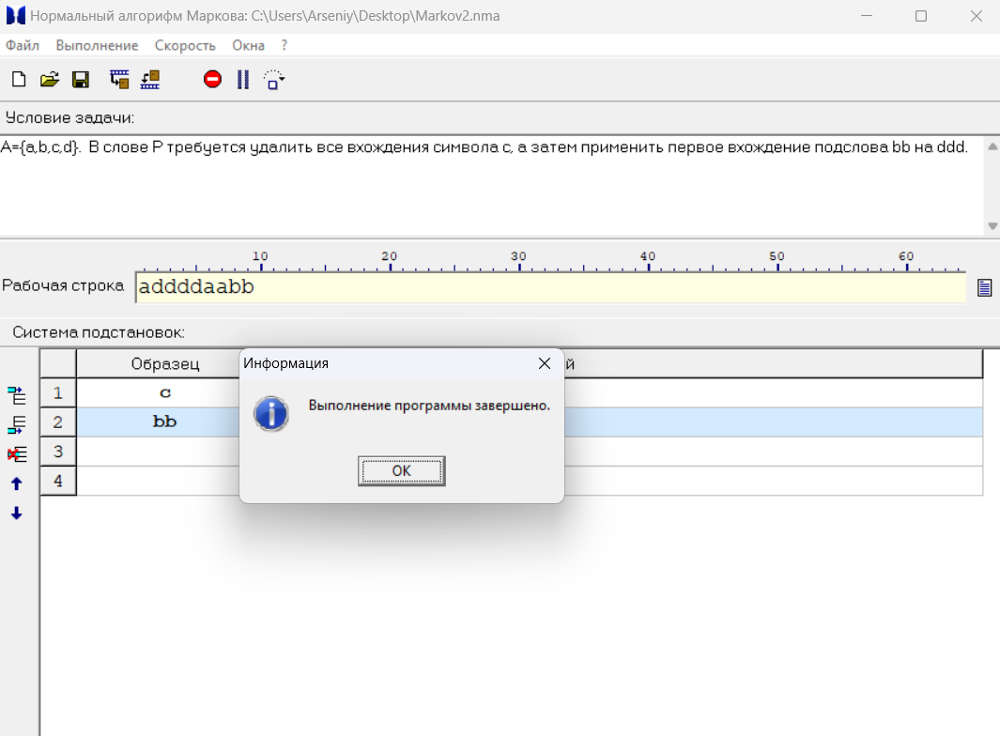 Нормальный алгорифм Маркова: C:\Users\Arseniy\Desktop\Markov2.nma
Файл Выполнение Скорость Окна ?
Условие задачи:
A={a,b,c,d}. В слове P требуется удалить все вхождения символа c, а затем применить первое вхождение подслова bb на ddd.
10 20 30 40 50 60
Рабочая строка addddaabb
Система подстановок:
Образец й
Информация
1 c
Выполнение программы завершено.
2 bb
3
OK
4